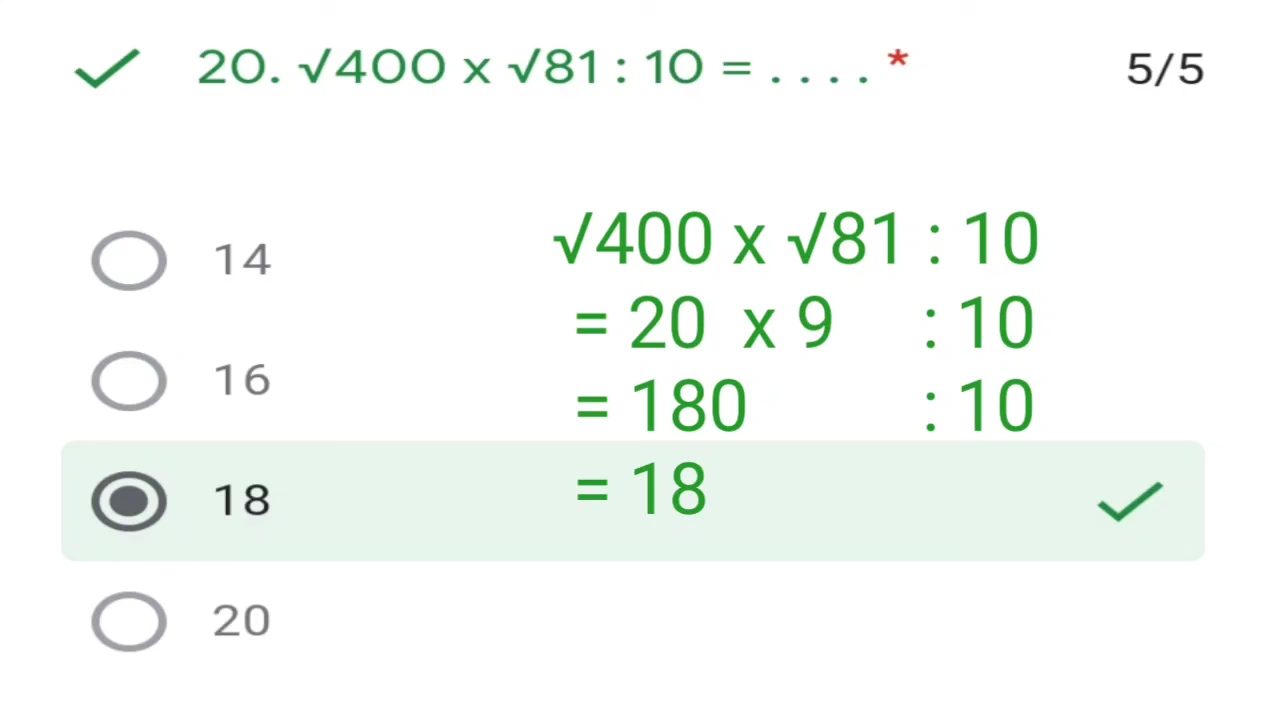 20. √400 x √81 : 10 = . . . . * 5/5
√400 x √81 : 10
14
= 20 x 9 : 10
16
= 180 : 10
18
= 18
20